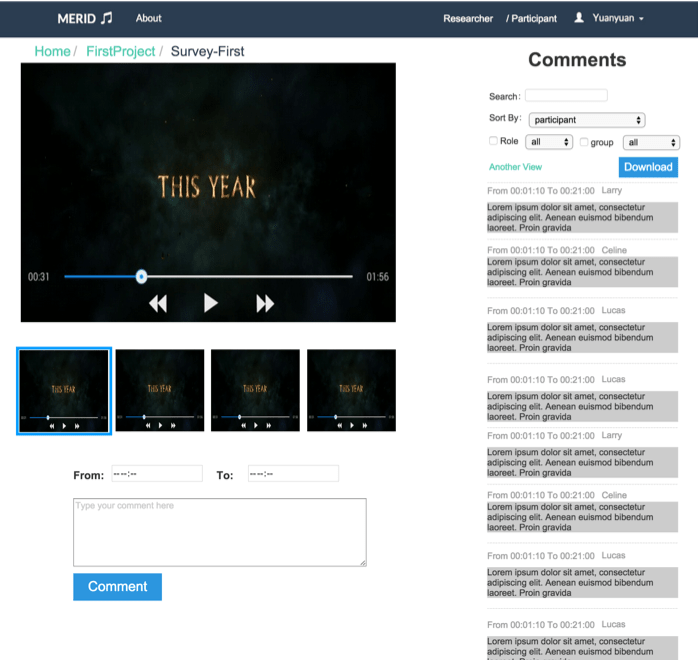 MERID About Researcher / Participant Yuanyuan
Home / FirstProject / Survey-First
THIS YEAR
00:31 01:56
THIS YEAR THIS YEAR THIS YEAR THIS YEAR
From: --:-- To: --:--
Type your comment here
Comment
Comments
Search:
Sort By: participant
Role all group all
Another View Download
From 00:01:10 To 00:21:00 Larry
Lorem ipsum dolor sit amet, consectetur
adipiscing elit. Aenean euismod bibendum
laoreet. Proin gravida
From 00:01:10 To 00:21:00 Celine
Lorem ipsum dolor sit amet, consectetur
adipiscing elit. Aenean euismod bibendum
laoreet. Proin gravida
From 00:01:10 To 00:21:00 Lucas
Lorem ipsum dolor sit amet, consectetur
adipiscing elit. Aenean euismod bibendum
laoreet. Proin gravida
From 00:01:10 To 00:21:00 Lucas
Lorem ipsum dolor sit amet, consectetur
adipiscing elit. Aenean euismod bibendum
laoreet. Proin gravida
From 00:01:10 To 00:21:00 Larry
Lorem ipsum dolor sit amet, consectetur
adipiscing elit. Aenean euismod bibendum
laoreet. Proin gravida
From 00:01:10 To 00:21:00 Celine
Lorem ipsum dolor sit amet, consectetur
adipiscing elit. Aenean euismod bibendum
laoreet. Proin gravida
From 00:01:10 To 00:21:00 Lucas
Lorem ipsum dolor sit amet, consectetur
adipiscing elit. Aenean euismod bibendum
laoreet. Proin gravida
From 00:01:10 To 00:21:00 Lucas
Lorem ipsum dolor sit amet, consectetur
adipiscing elit. Aenean euismod bibendum